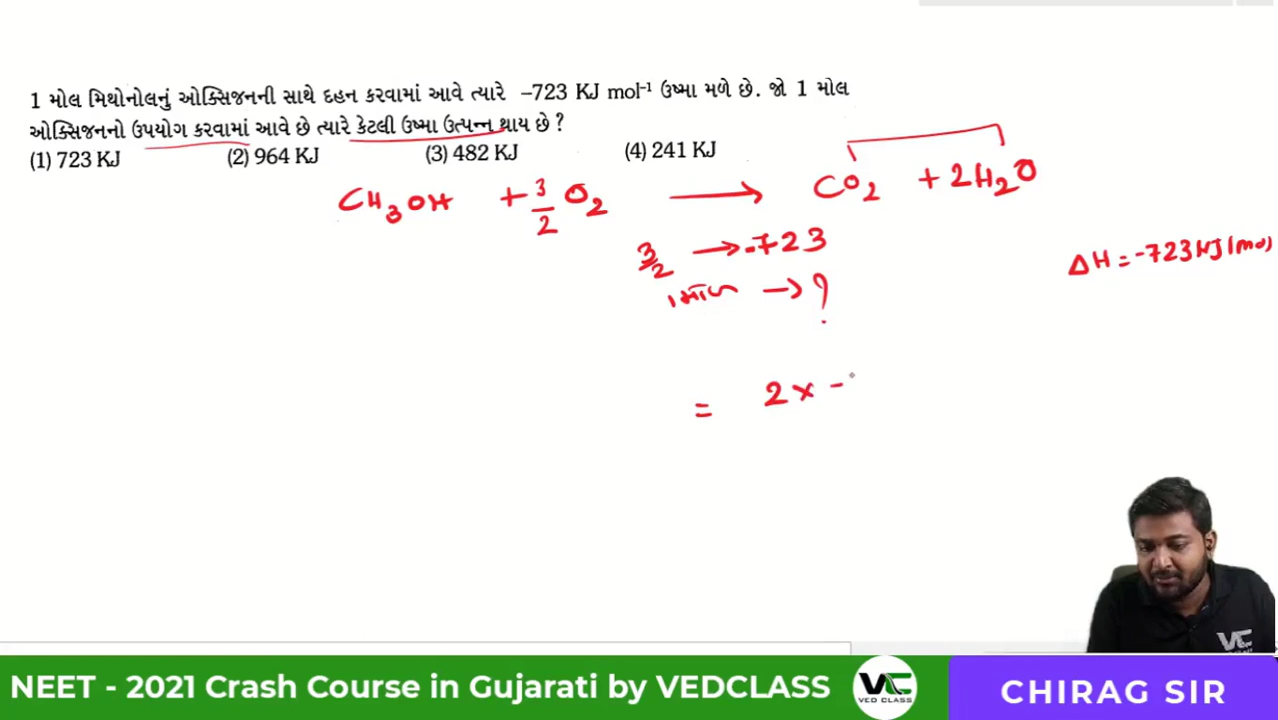 1 મોલ મિથોનોલનું ઓક્સિજનની સાથે દહન કરવામાં આવે ત્યારે –723 KJ mol⁻¹ ઉષ્મા મળે છે. જો 1 મોલ
ઓક્સિજનનો ઉપયોગ કરવામાં આવે છે ત્યારે કેટલી ઉષ્મા ઉત્પન્ન થાય છે ?
(1) 723 KJ (2) 964 KJ (3) 482 KJ (4) 241 KJ
CH₃OH + 3/2 O₂ → CO₂ + 2H₂O
3/2 → -723
ΔH = -723 KJ/mol
1 મોલ → ?
= 2 × -
VC
NEET - 2021 Crash Course in Gujarati by VEDCLASS
VC
VED CLASS
CHIRAG SIR